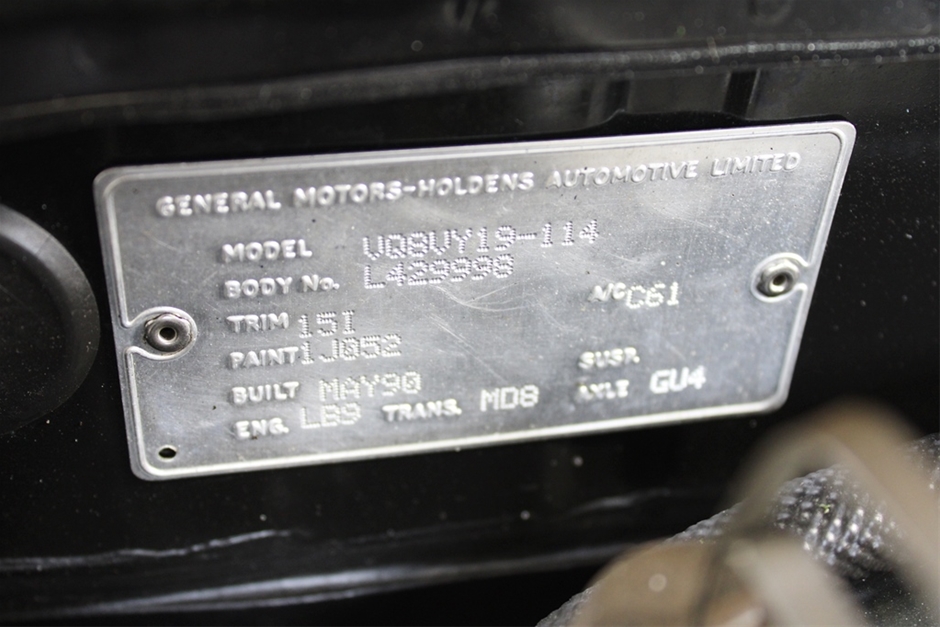 GENERAL MOTORS-HOLDENS AUTOMOTIVE LIMITED
MODEL VQ8VY19-114
BODY No. L429998
A/C C61
TRIM 15I
PAINT 1J052
SUSP.
BUILT MAY90
AXLE GU4
ENG. LB9 TRANS. MD8